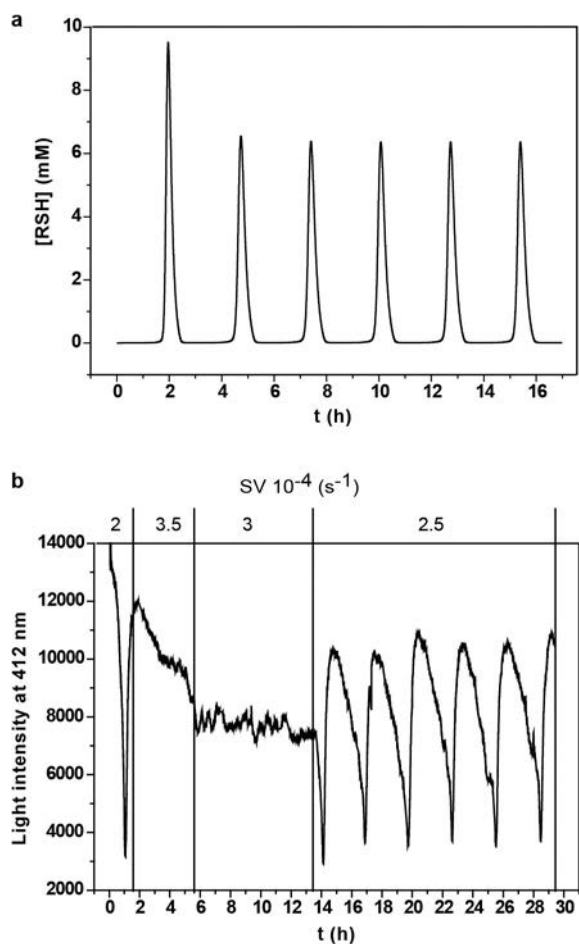 a
10
8
6
4
2
0
[RSH] (mM)
0 2 4 6 8 10 12 14 16
t (h)
b
SV 10⁻⁴ (s⁻¹)
2 3.5 3 2.5
14000
12000
10000
8000
6000
4000
2000
Light intensity at 412 nm
0 2 4 6 8 10 12 14 16 18 20 22 24 26 28 30
t (h)